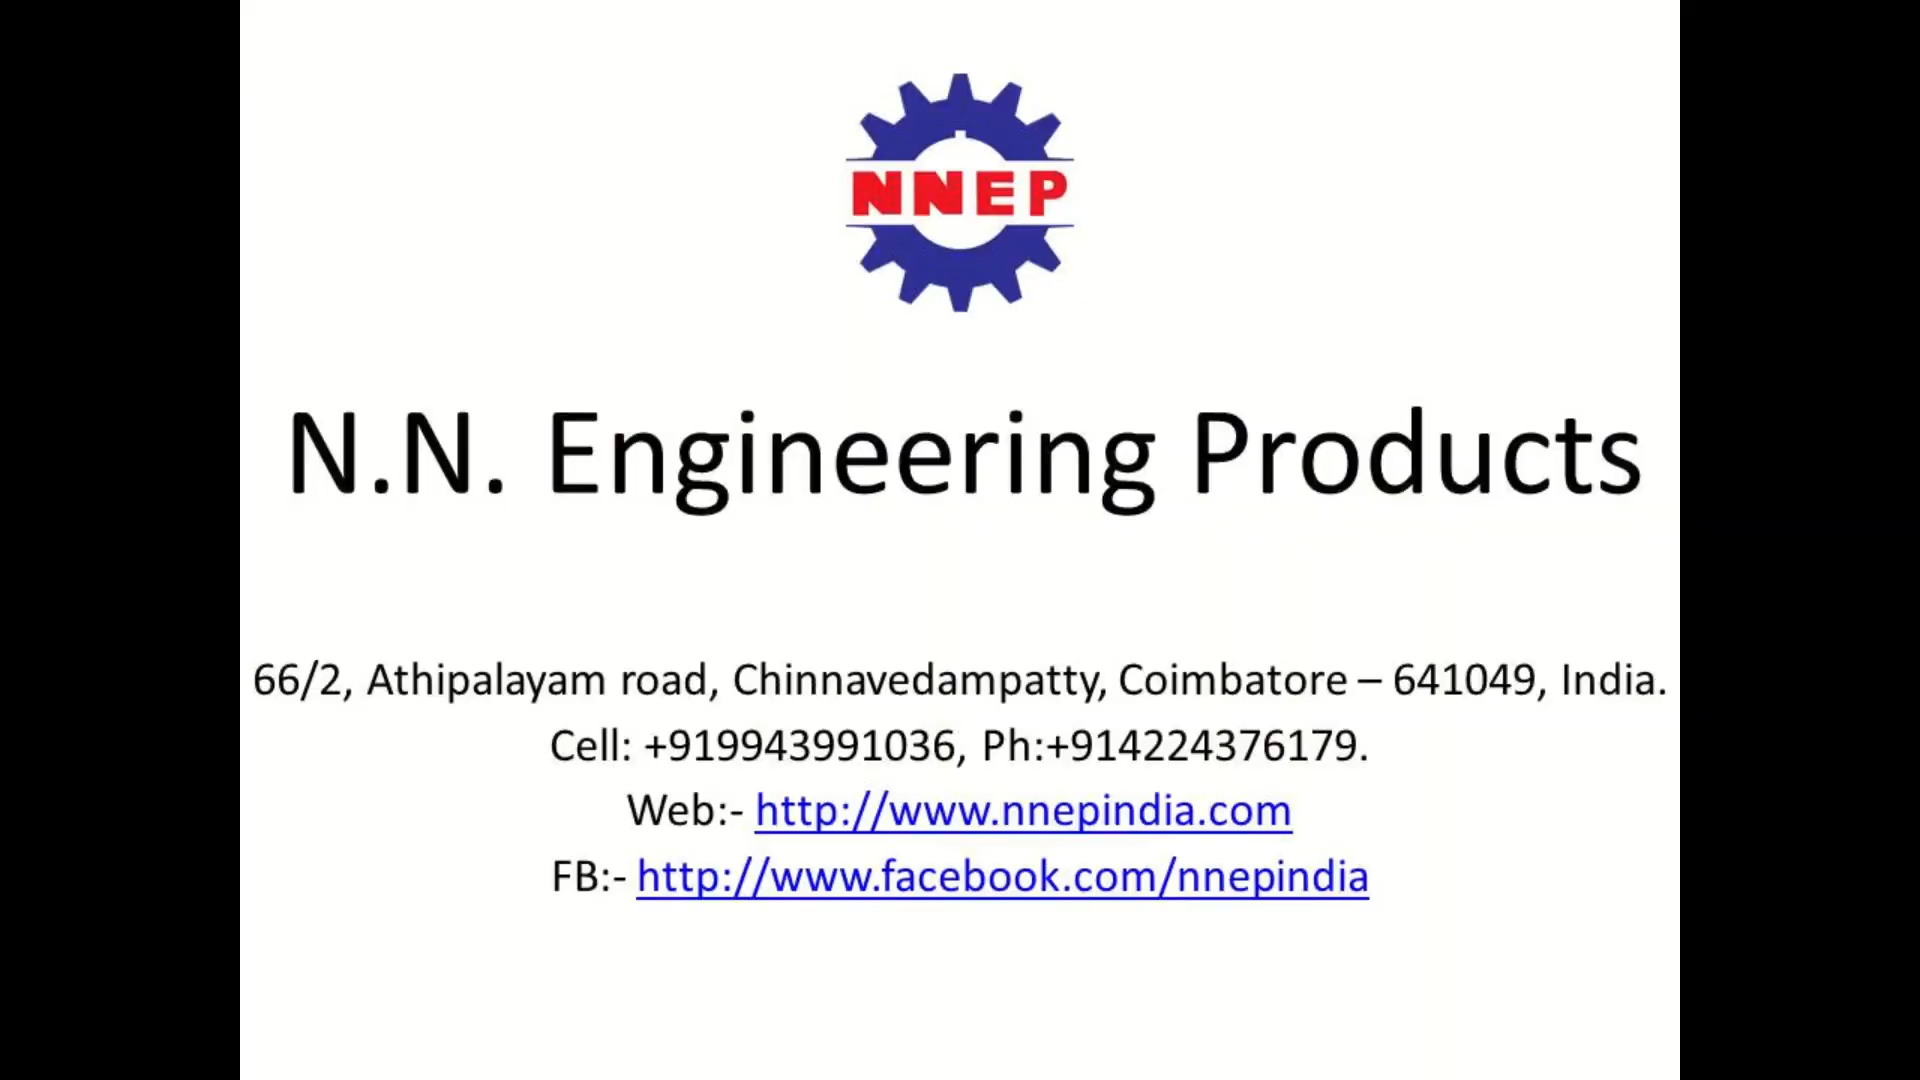 NNEP
N.N. Engineering Products
66/2, Athipalayam road, Chinnavedampatty, Coimbatore – 641049, India.
Cell: +919943991036, Ph:+914224376179.
Web:- http://www.nnepindia.com
FB:- http://www.facebook.com/nnepindia